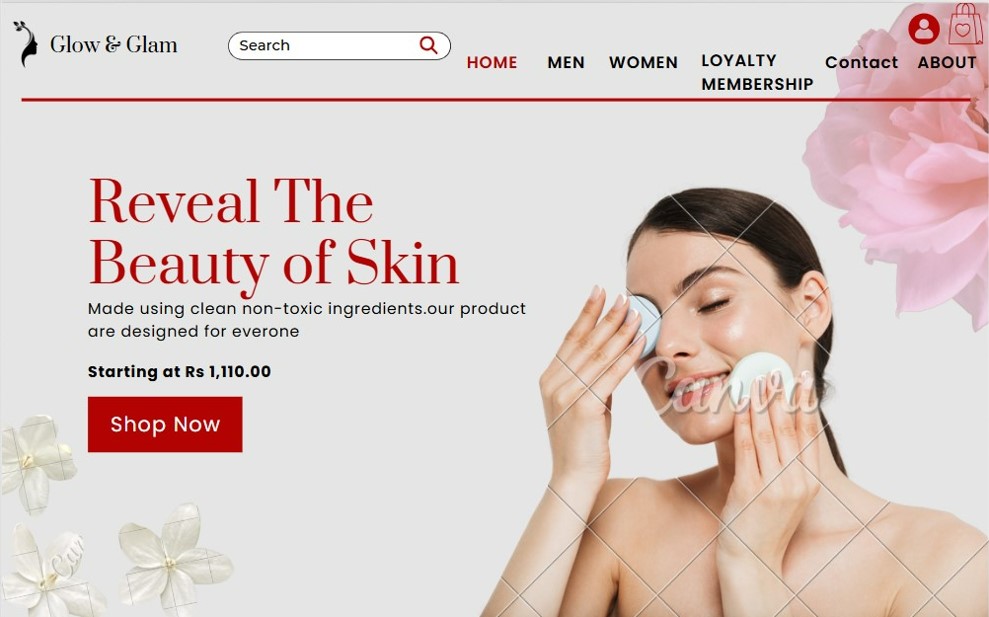 Glow & Glam
Search
HOME
MEN
WOMEN
LOYALTY
MEMBERSHIP
Contact
ABOUT
Reveal The
Beauty of Skin
Made using clean non-toxic ingredients.our product
are designed for everone
Starting at Rs 1,110.00
Shop Now
Canva
Can